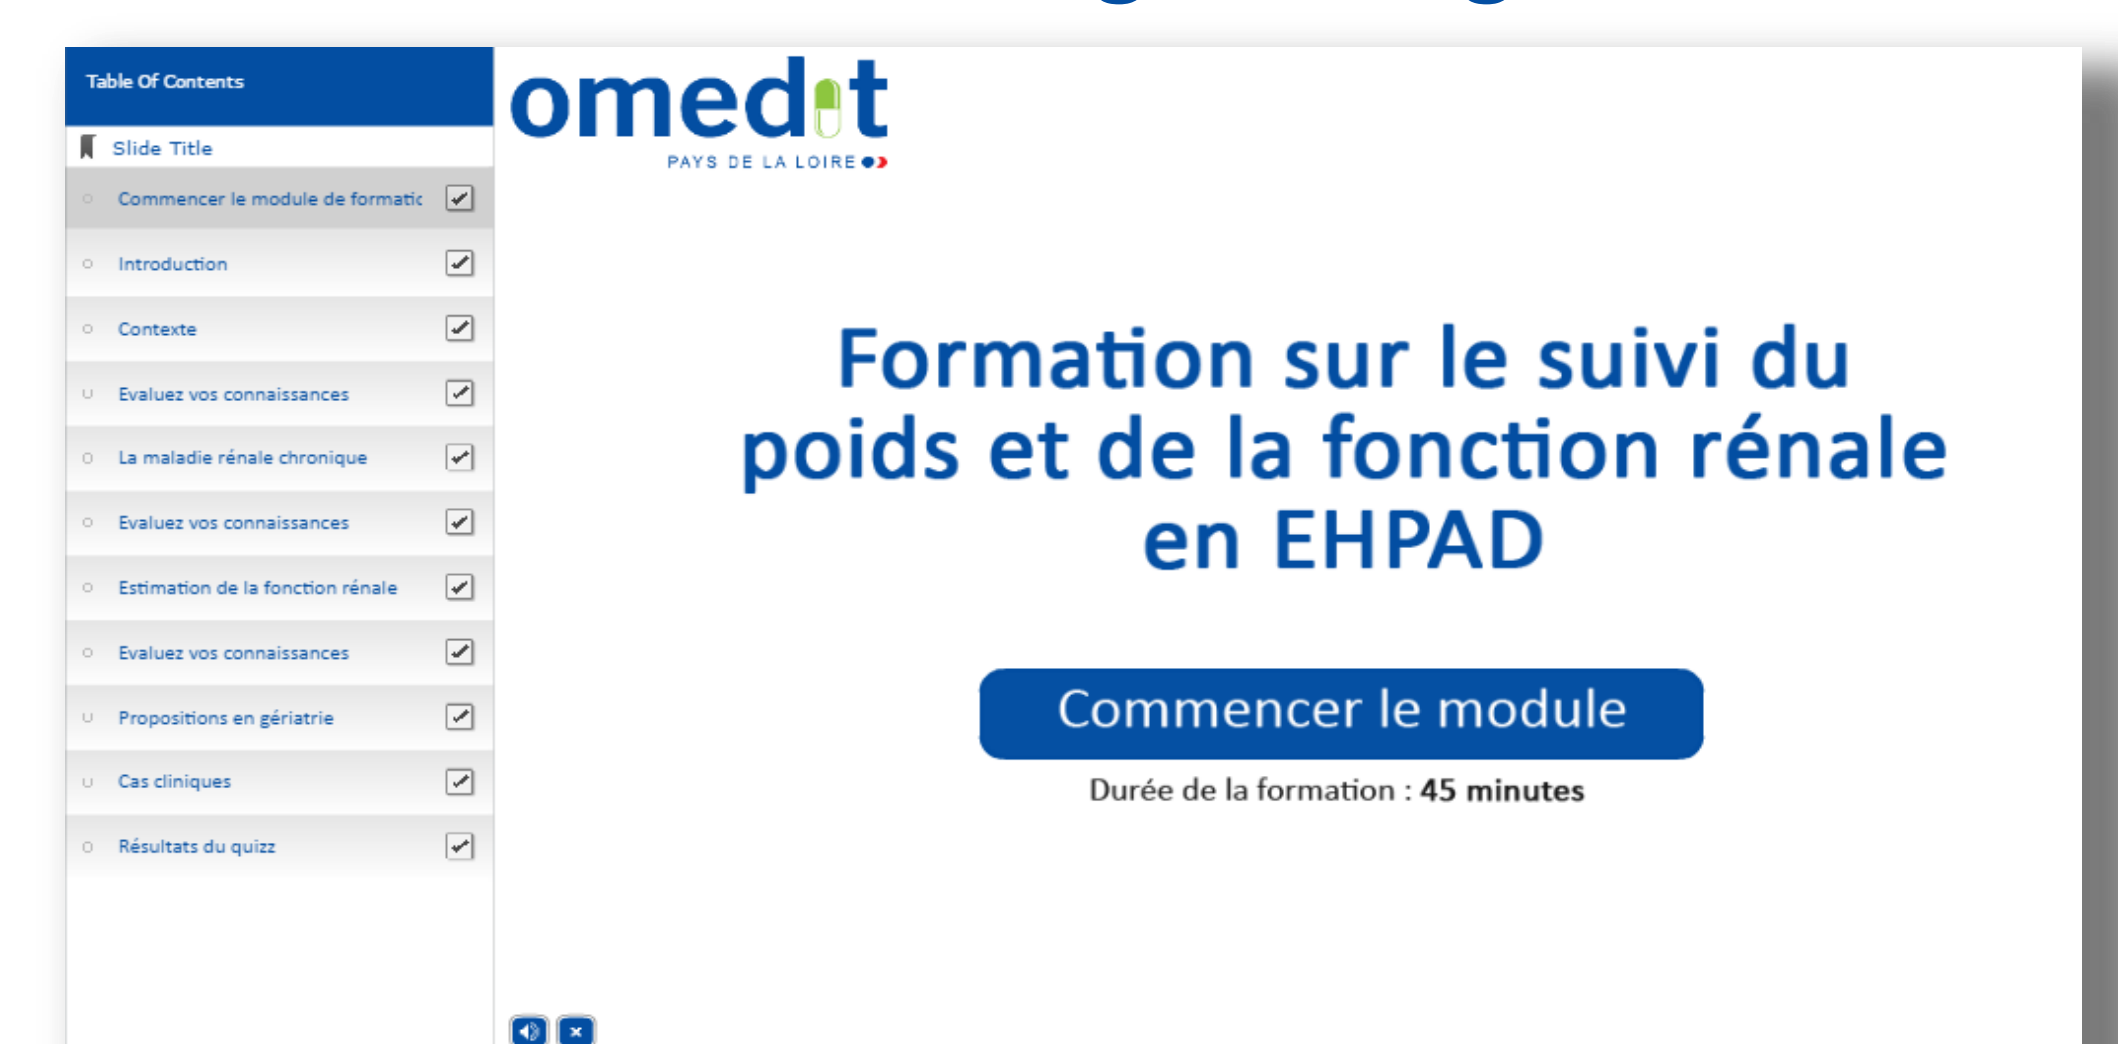 Table Of Contents
Slide Title
Commencer le module de formatic
Introduction
Contexte
Evaluez vos connaissances
La maladie rénale chronique
Evaluez vos connaissances
Estimation de la fonction rénale
Evaluez vos connaissances
Propositions en gériatrie
Cas cliniques
Résultats du quizz
omedit
PAYS DE LA LOIRE
Formation sur le suivi du
poids et de la fonction rénale
en EHPAD
Commencer le module
Durée de la formation : 45 minutes